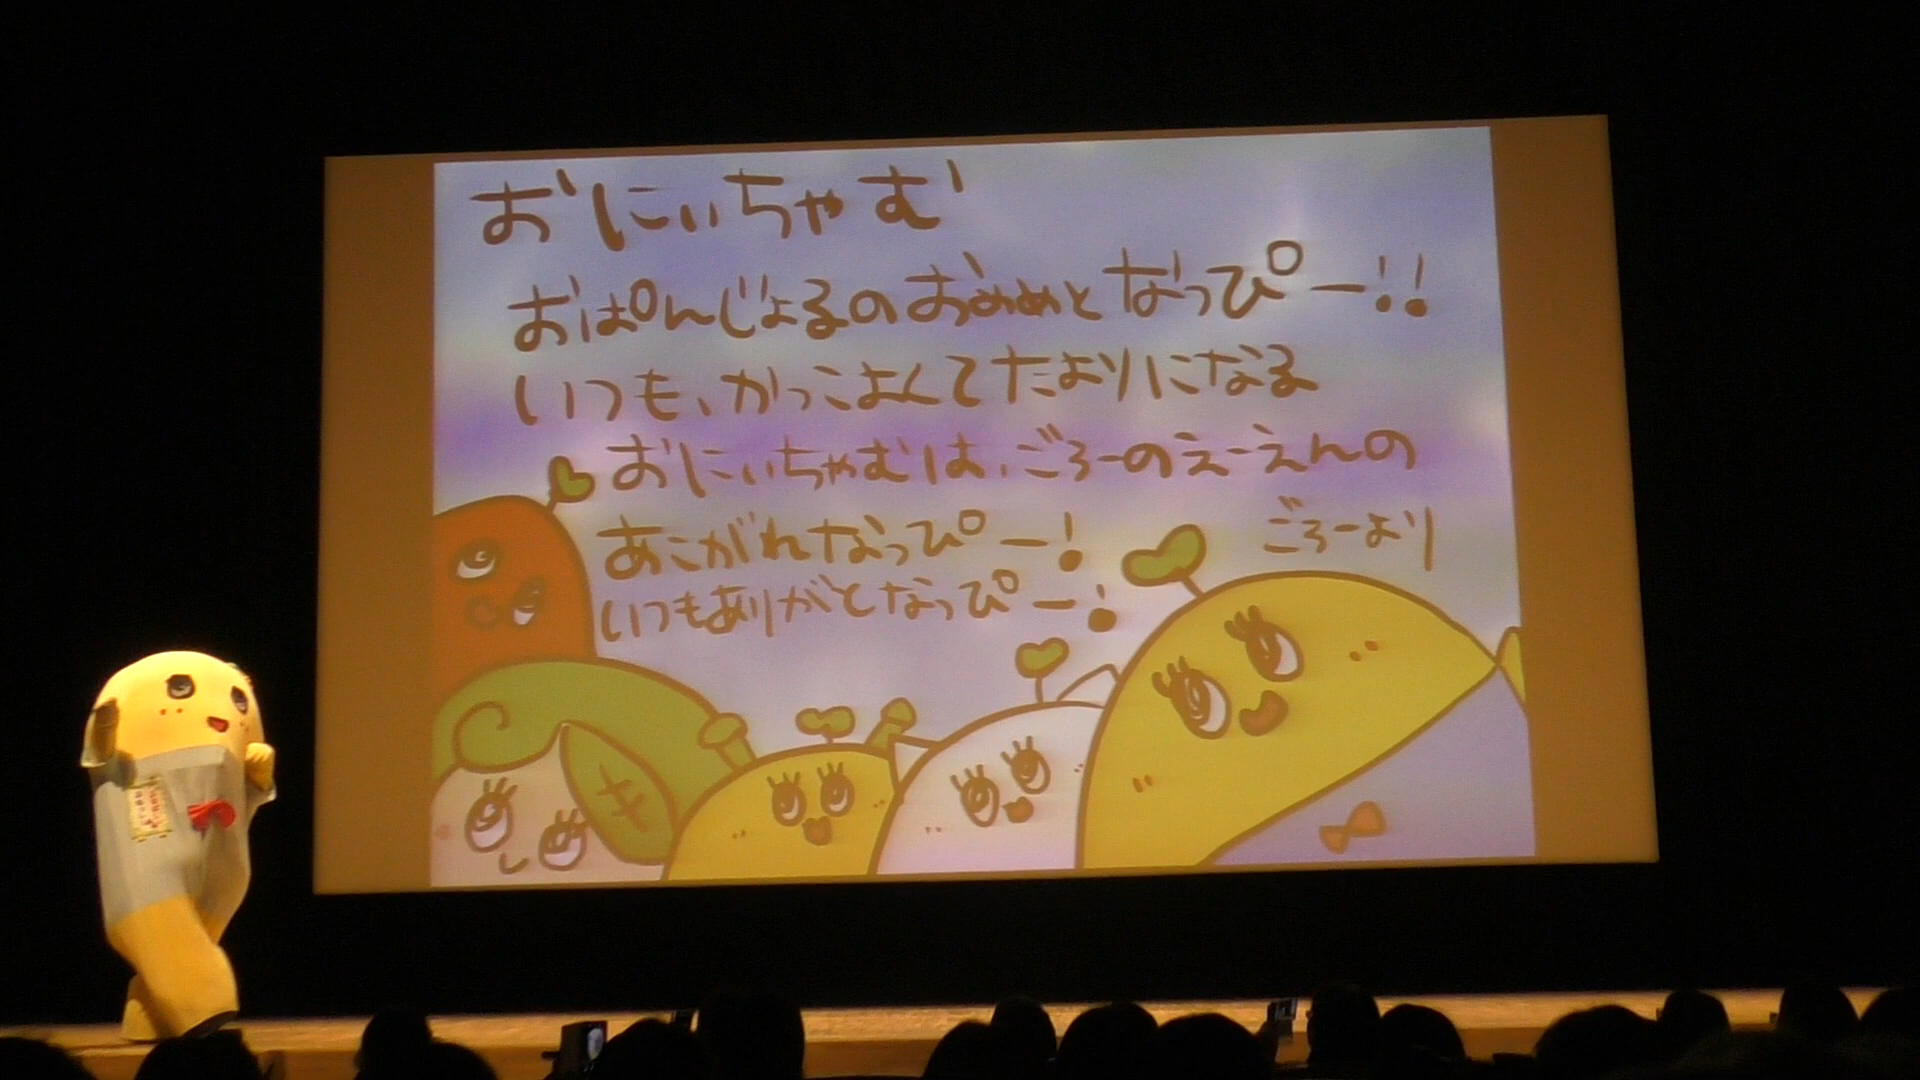 おにぃちゃむ
おぱんじょるのおめめとなっぴー!!
いつも、かっこよくてたよりになる
おにぃちゃむは、ごろーのえーえんの
あこがれなっぴー!
ごろーより
いつもありがとなっぴー!